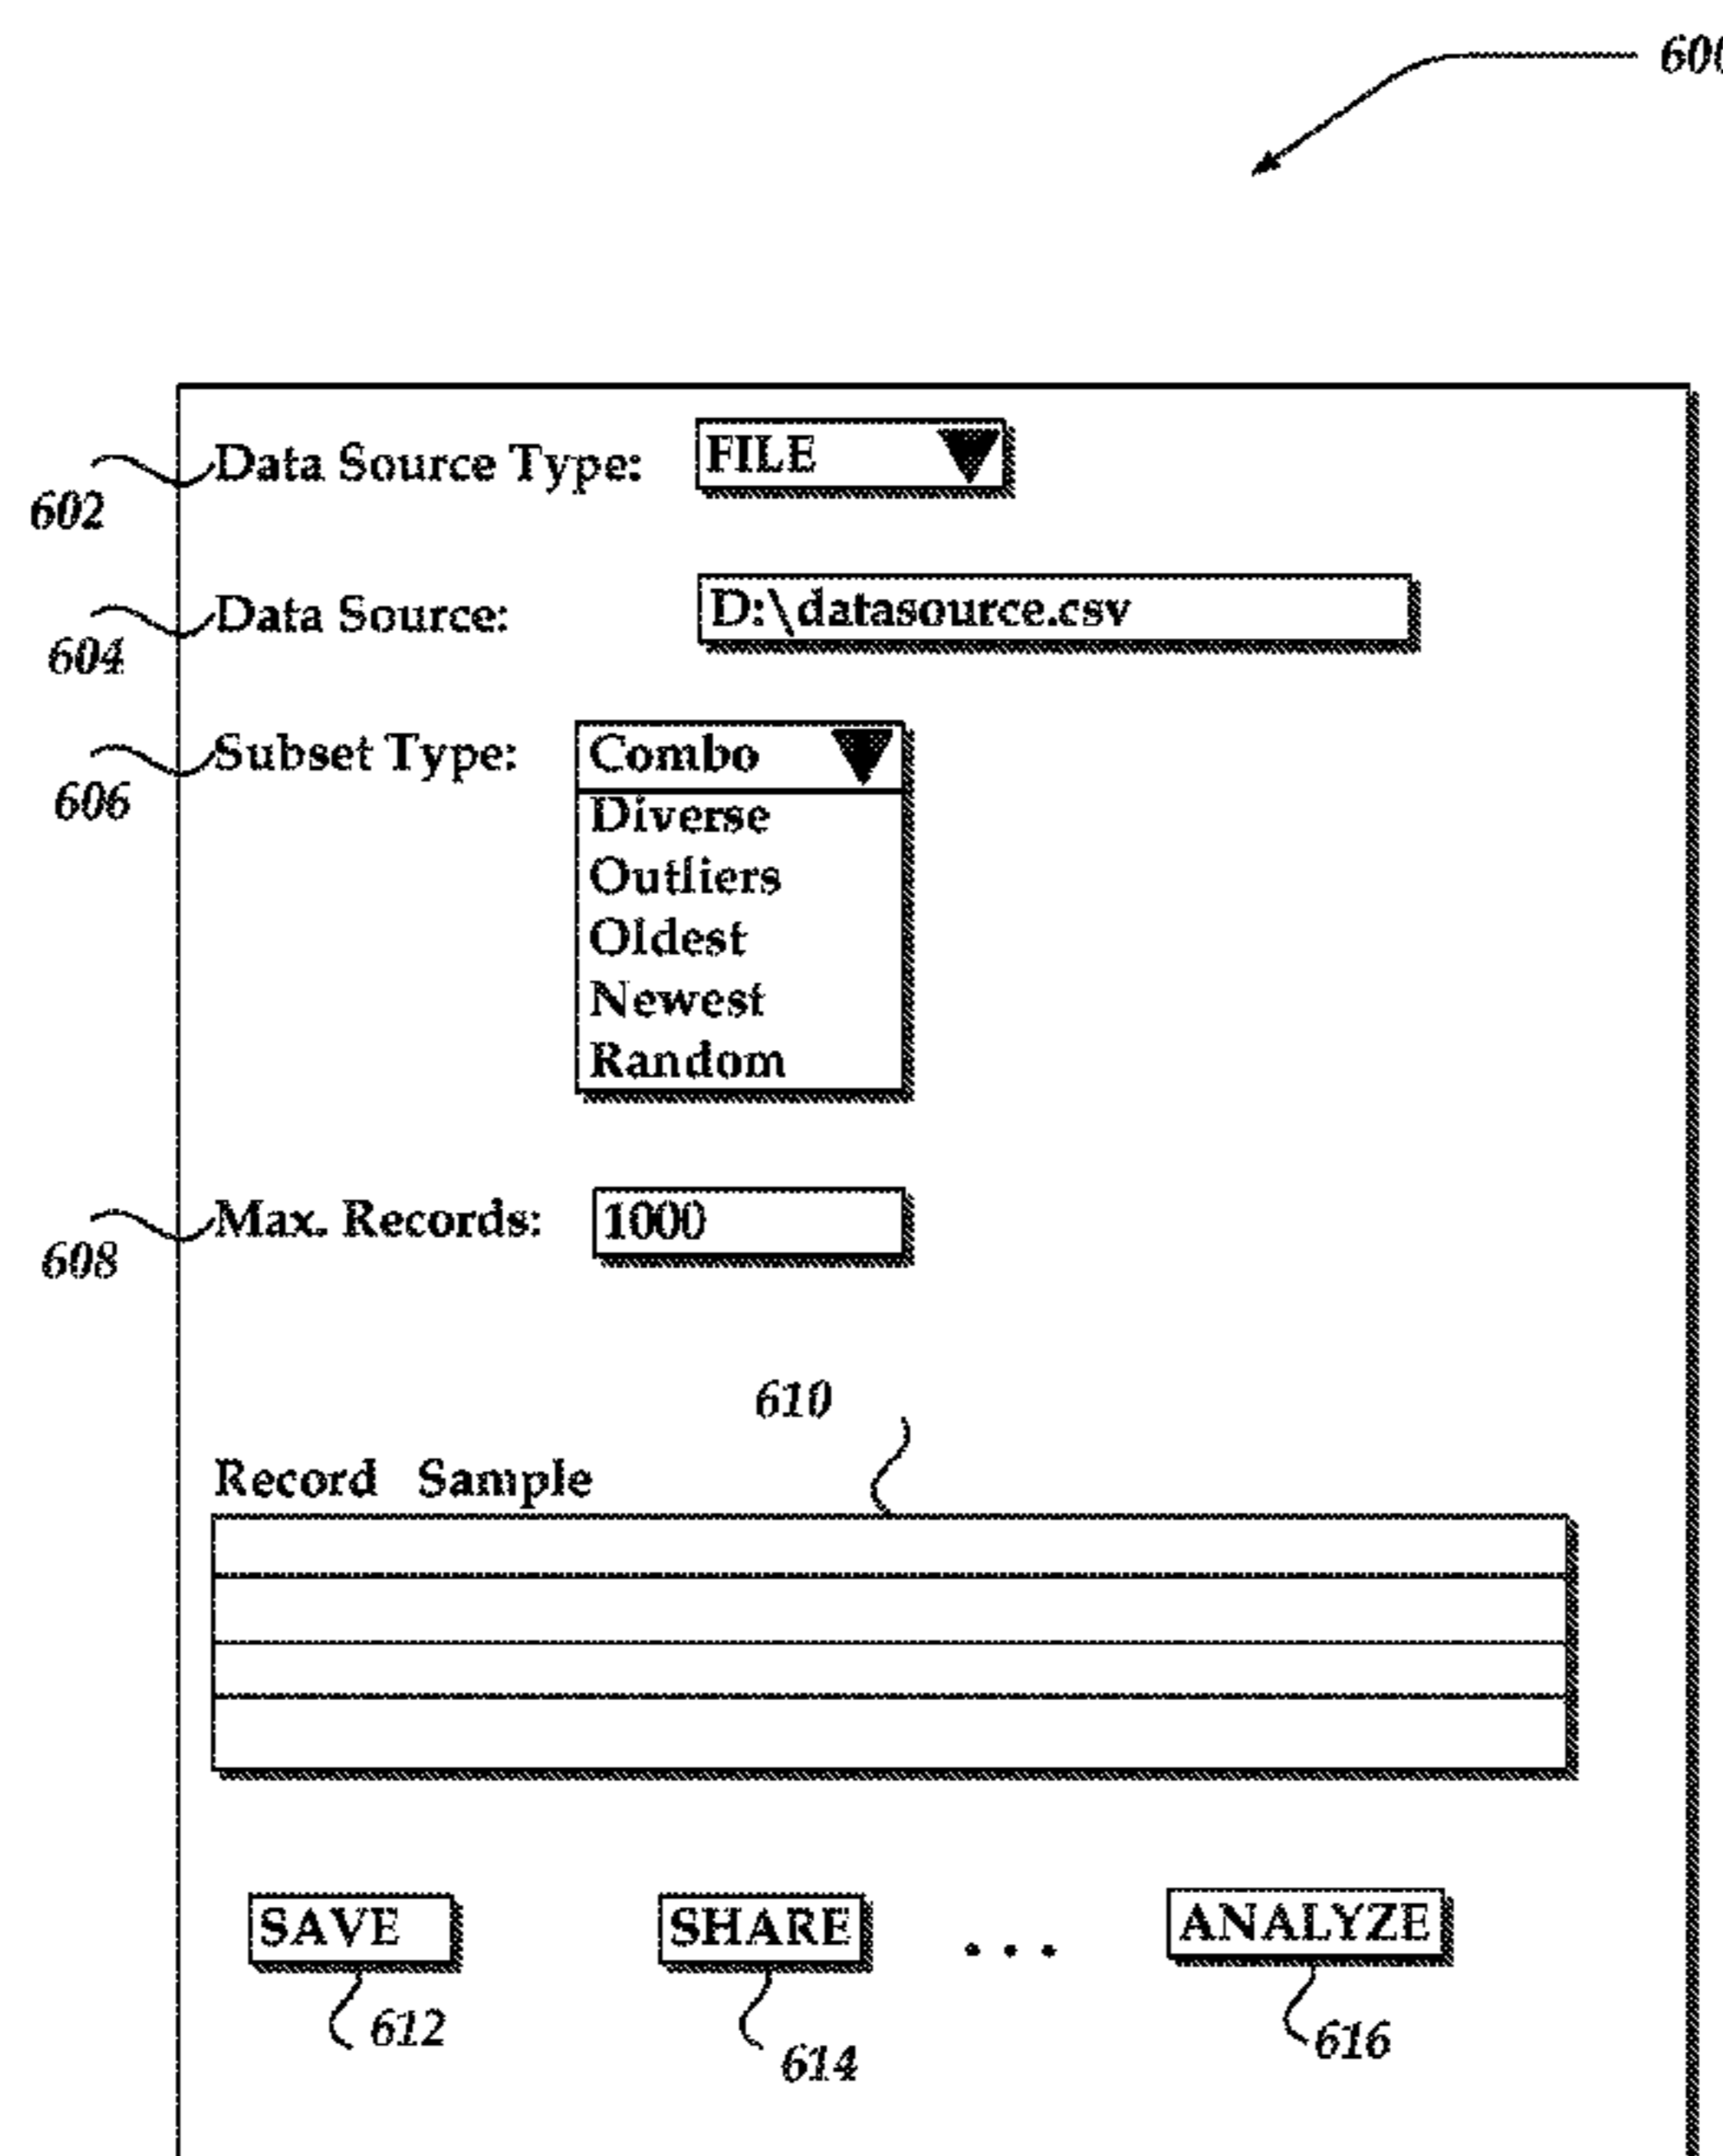 600
Data Source Type: FILE
602
Data Source: D:\datasource.csv
604
Subset Type: Combo
606
Diverse
Outliers
Oldest
Newest
Random
Max. Records: 1000
608
610
Record Sample
SAVE SHARE ... ANALYZE
612 614 616